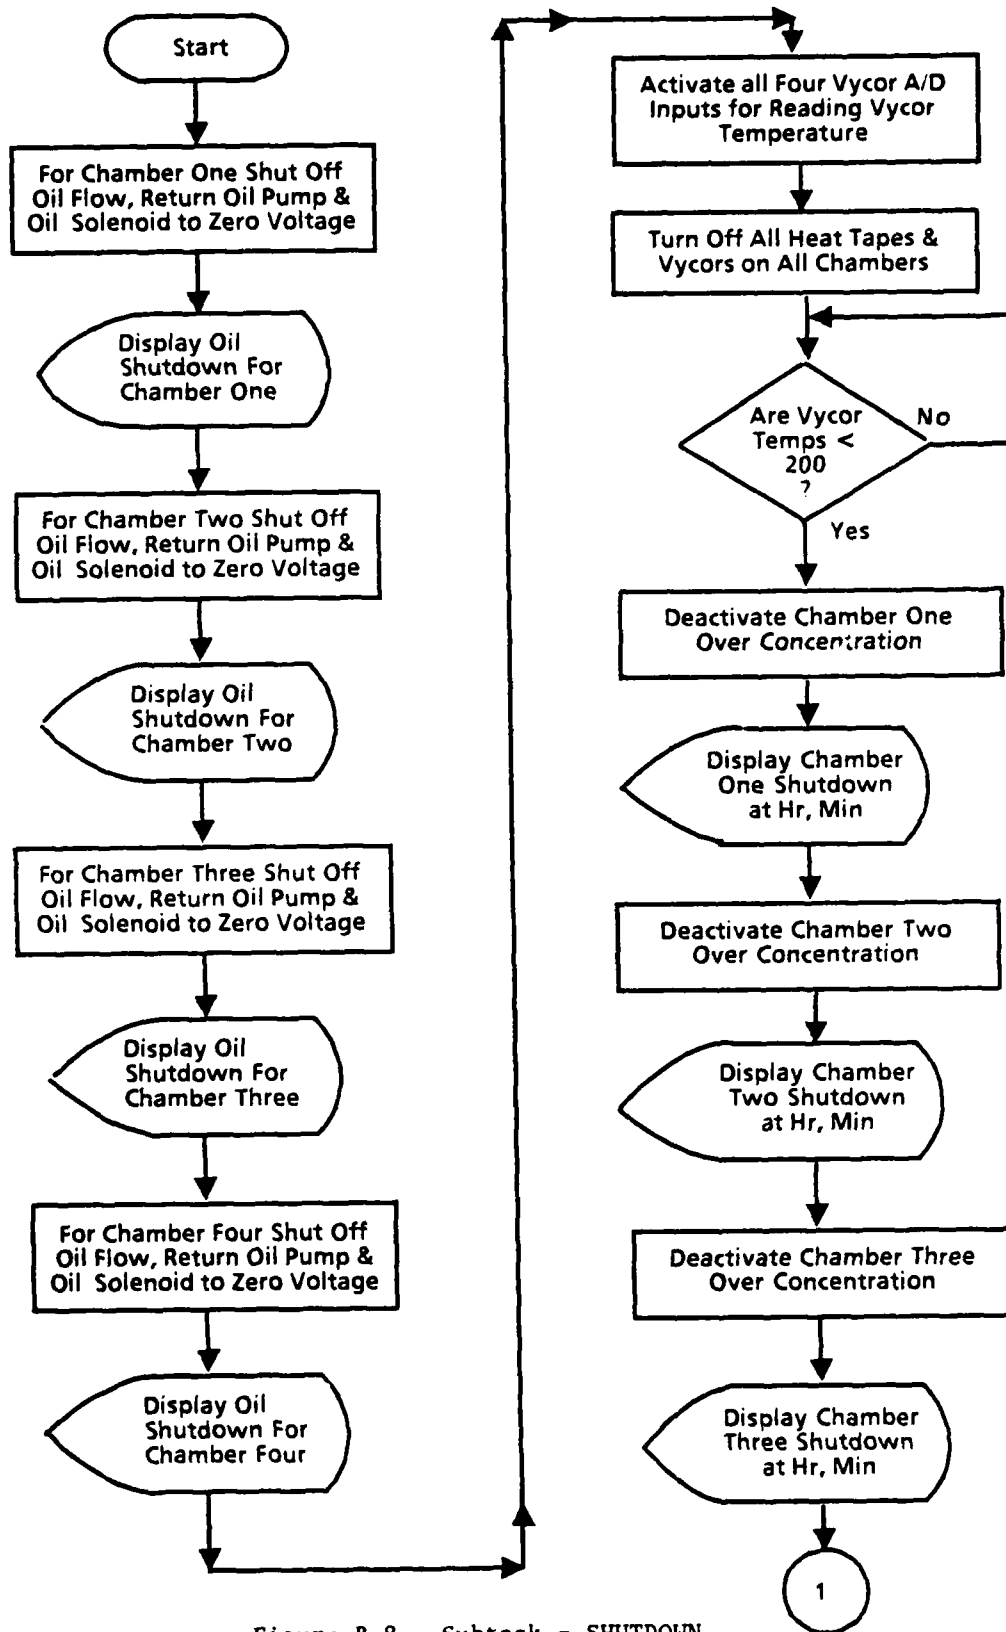 Start
For Chamber One Shut Off
Oil Flow, Return Oil Pump &
Oil Solenoid to Zero Voltage
Display Oil
Shutdown For
Chamber One
For Chamber Two Shut Off
Oil Flow, Return Oil Pump &
Oil Solenoid to Zero Voltage
Display Oil
Shutdown For
Chamber Two
For Chamber Three Shut Off
Oil Flow, Return Oil Pump &
Oil Solenoid to Zero Voltage
Display Oil
Shutdown For
Chamber Three
For Chamber Four Shut Off
Oil Flow, Return Oil Pump &
Oil Solenoid to Zero Voltage
Display Oil
Shutdown For
Chamber Four
Activate all Four Vycor A/D
Inputs for Reading Vycor
Temperature
Turn Off All Heat Tapes &
Vycors on All Chambers
Are Vycor
Temps <
200
?
No
Yes
Deactivate Chamber One
Over Concentration
Display Chamber
One Shutdown
at Hr, Min
Deactivate Chamber Two
Over Concentration
Display Chamber
Two Shutdown
at Hr, Min
Deactivate Chamber Three
Over Concentration
Display Chamber
Three Shutdown
at Hr, Min
1
Subtask - SHUTDOWN